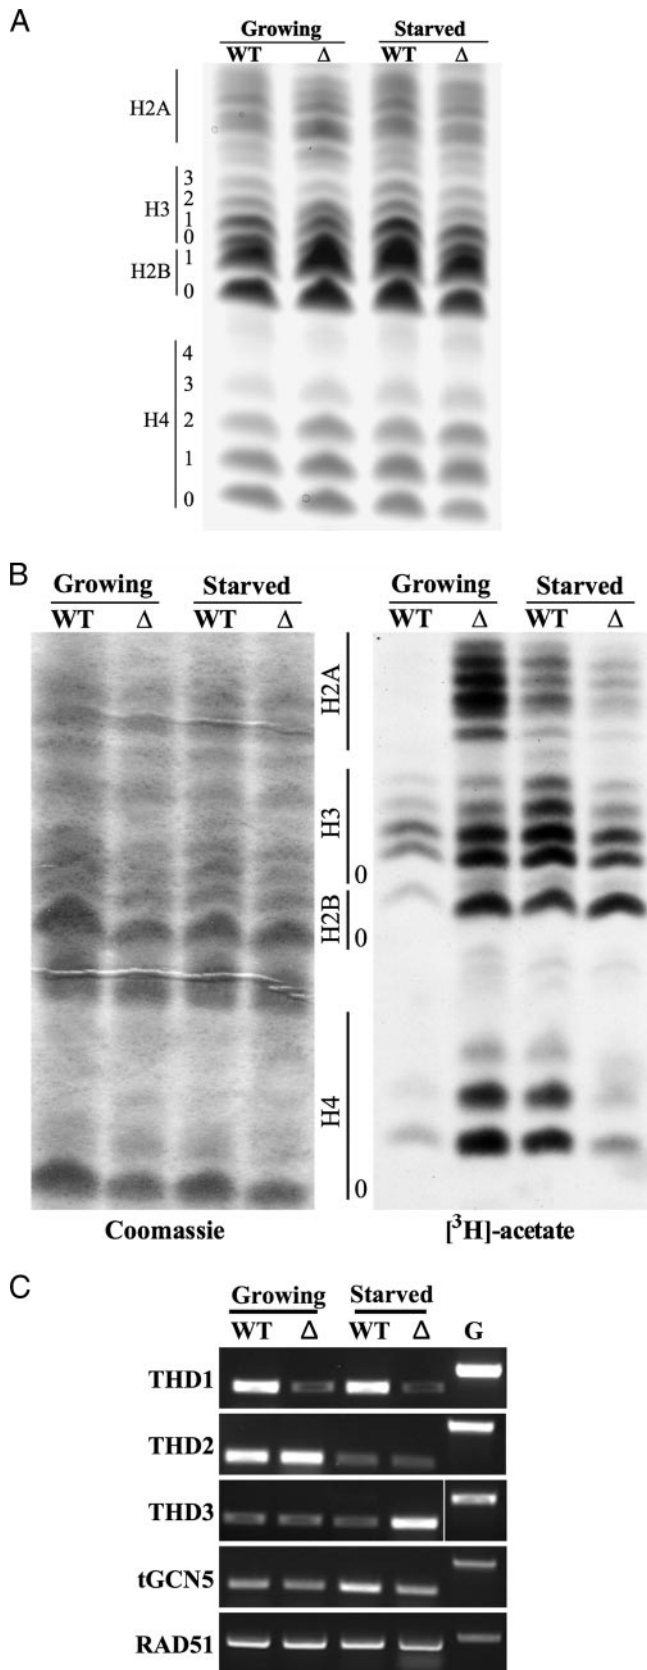 A
Growing Starved
WT Δ WT Δ
H2A
3
2
H3
1
0
1
H2B
0
4
3
H4 2
1
0
B
Growing Starved Growing Starved
WT Δ WT Δ WT Δ WT Δ
H2A
H3
0
H2B
0
H4
0
Coomassie [³H]-acetate
C
Growing Starved
WT Δ WT Δ G
THD1
THD2
THD3
tGCN5
RAD51